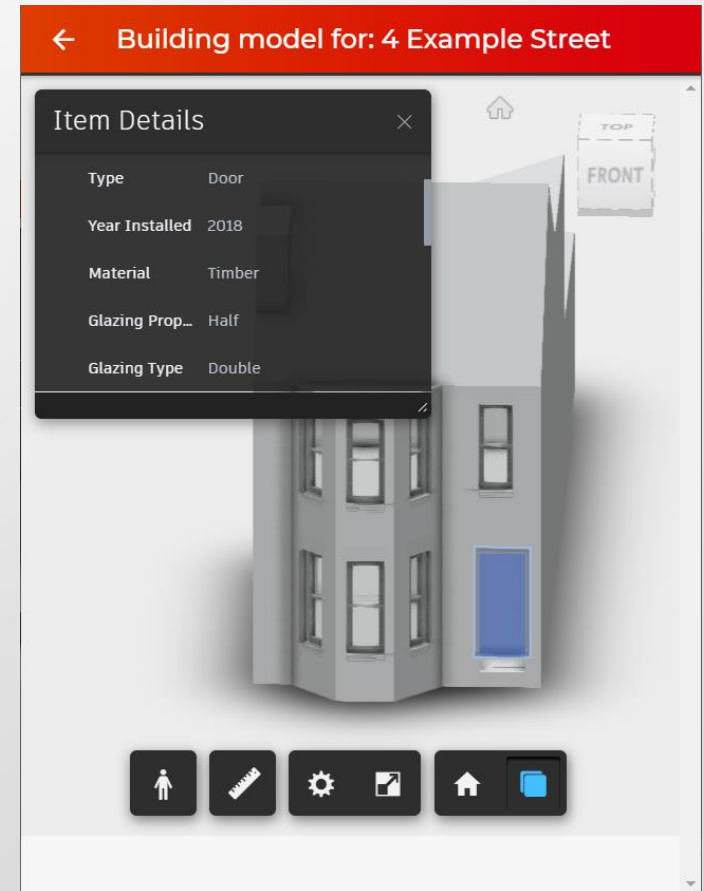 Building model for: 4 Example Street
Item Details
TOP
FRONT
Type Door
Year Installed 2018
Material Timber
Glazing Prop... Half
Glazing Type Double